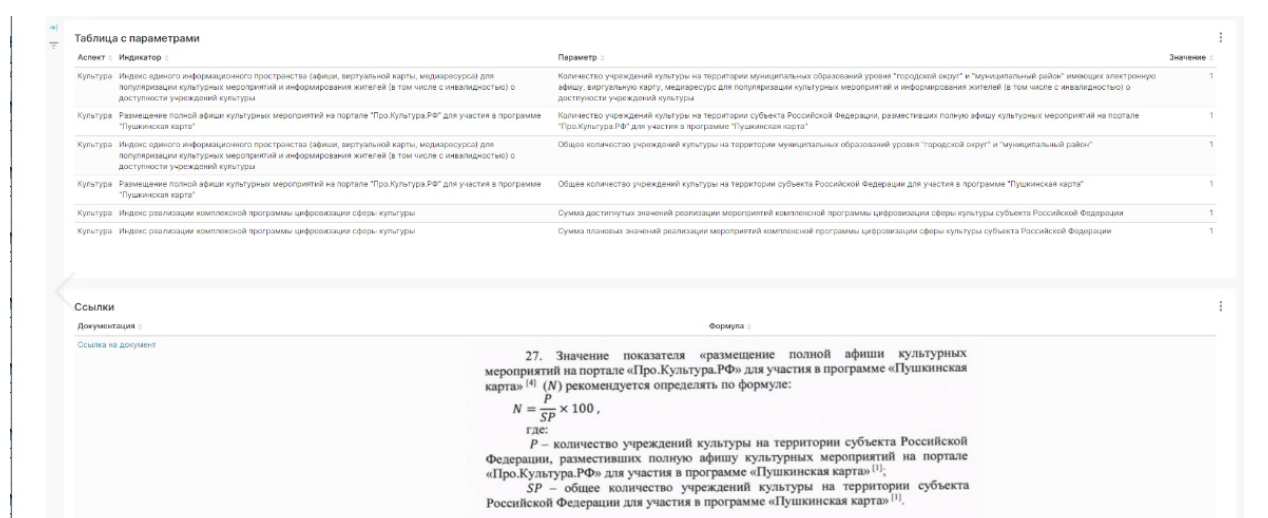 Таблица с параметрами
Аспект Индикатор Параметр Значение
Культура Индекс единого информационного пространства (афиши, виртуальной карты, медиаресурса) для Количество учреждений культуры на территории муниципальных образований уровня "городской округ" и "муниципальный район" имеющих электронную 1
популяризации культурных мероприятий и информирования жителей (в том числе с инвалидностью) о афишу, виртуальную карту, медиаресурс для популяризации культурных мероприятий и информирования жителей (в том числе с инвалидностью) о
доступности учреждений культуры доступности учреждений культуры
Культура Размещение полной афиши культурных мероприятий на портале "Про.Культура.РФ" для участия в программе Количество учреждений культуры на территории субъекта Российской Федерации, разместивших полную афишу культурных мероприятий на портале 1
"Пушкинская карта" "Про.Культура.РФ" для участия в программе "Пушкинская карта"
Культура Индекс единого информационного пространства (афиши, виртуальной карты, медиаресурса) для Общее количество учреждений культуры на территории муниципальных образований уровня "городской округ" и "муниципальный район" 1
популяризации культурных мероприятий и информирования жителей (в том числе с инвалидностью) о
доступности учреждений культуры
Культура Размещение полной афиши культурных мероприятий на портале "Про.Культура.РФ" для участия в программе Общее количество учреждений культуры на территории субъекта Российской Федерации для участия в программе "Пушкинская карта" 1
"Пушкинская карта"
Культура Индекс реализации комплексной программы цифровизации сферы культуры Сумма достигнутых значений реализации мероприятий комплексной программы цифровизации сферы культуры субъекта Российской Федерации 1
Культура Индекс реализации комплексной программы цифровизации сферы культуры Сумма плановых значений реализации мероприятий комплексной программы цифровизации сферы культуры субъекта Российской Федерации 1
Ссылки
Документация Формула
Ссылка на документ
27. Значение показателя «размещение полной афиши культурных
мероприятий на портале «Про.Культура.РФ» для участия в программе «Пушкинская
карта» [4] (N) рекомендуется определять по формуле:
N = P/SP × 100 ,
где:
P – количество учреждений культуры на территории субъекта Российской
Федерации, разместивших полную афишу культурных мероприятий на портале
«Про.Культура.РФ» для участия в программе «Пушкинская карта» [1];
SP – общее количество учреждений культуры на территории субъекта
Российской Федерации для участия в программе «Пушкинская карта» [1].